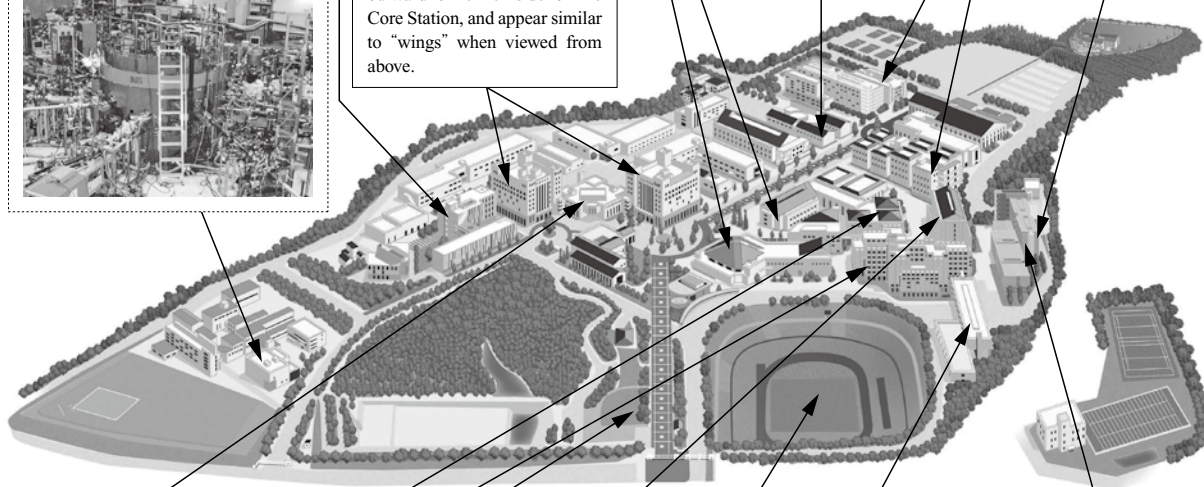 Core Station, and appear similar
to “wings” when viewed from
above.